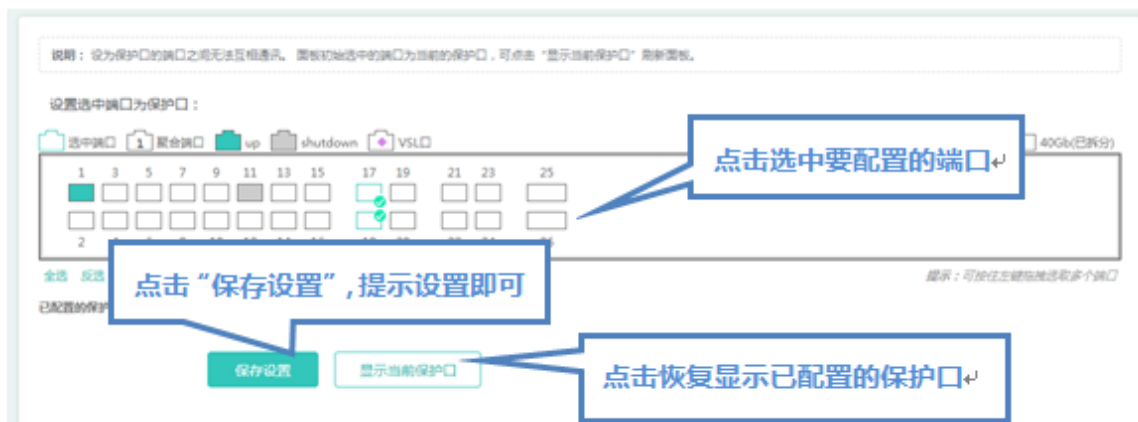 说明：设为保护口的端口之间无法互相通讯。面板初始选中的端口为当前的保护口，可点击“显示当前保护口”刷新面板。
设置选中端口为保护口：
选中端口 1 聚合端口 up shutdown VSL口 40Gb(已拆分)
点击选中要配置的端口↵
1 3 5 7 9 11 13 15 17 19 21 23 25
2
全选 反选
点击“保存设置”,提示设置即可
提示：可按住左键拖拽选取多个端口
已配置的保护
保存设置 显示当前保护口
点击恢复显示已配置的保护口↵